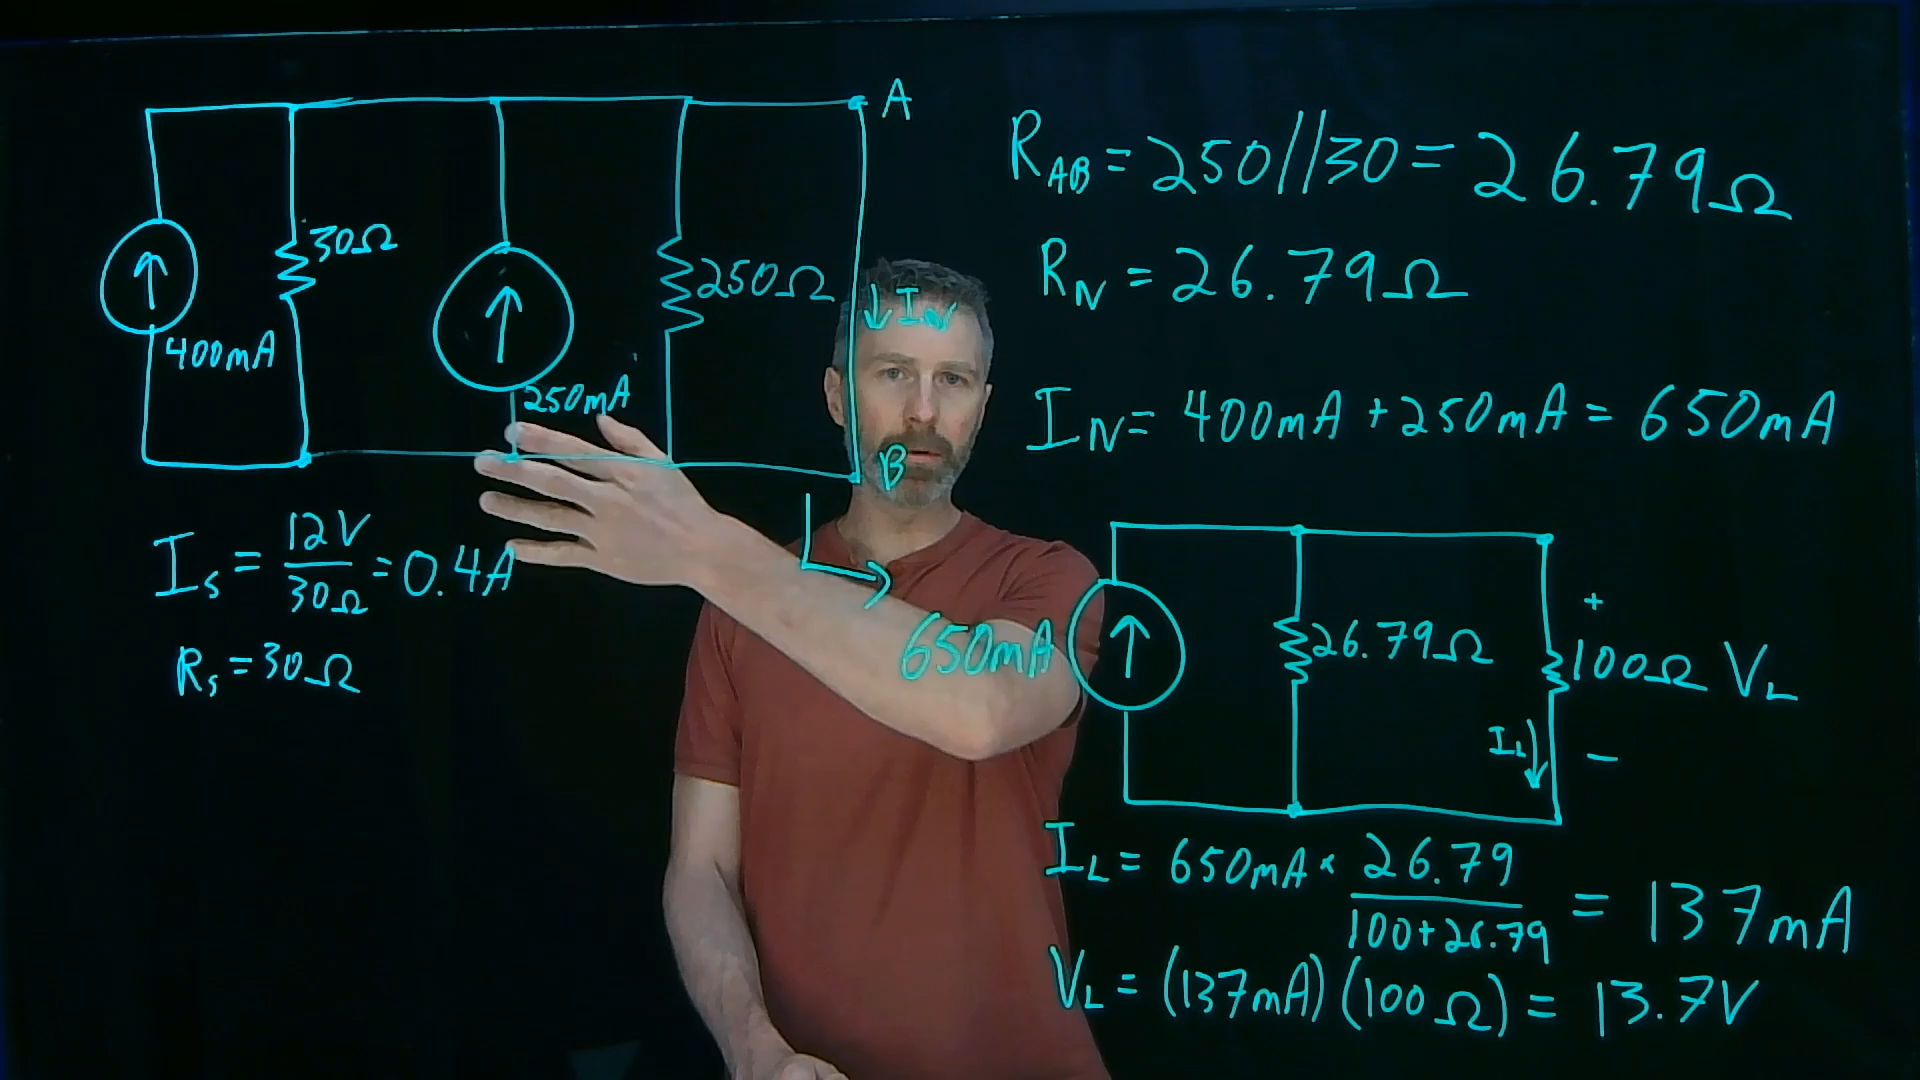 A
30Ω
400mA
250mA
250Ω
↓ I_N
B
I_s = 12V/30Ω = 0.4A
R_s = 30Ω
R_AB = 250//30 = 26.79Ω
R_N = 26.79Ω
I_N = 400mA + 250mA = 650mA
650mA
26.79Ω
+
100Ω V_L
I_L ↓
−
I_L = 650mA × 26.79/(100+26.79) = 137mA
V_L = (137mA)(100Ω) = 13.7V